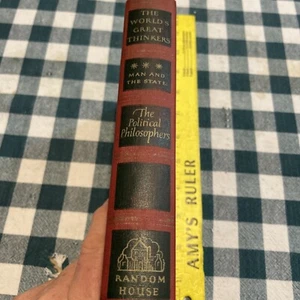 THE
WORLD'S
GREAT
THINKERS
MAN AND
THE STATE:
The
Political
Philosophers
RANDOM
HOUSE
AMY'S RULER